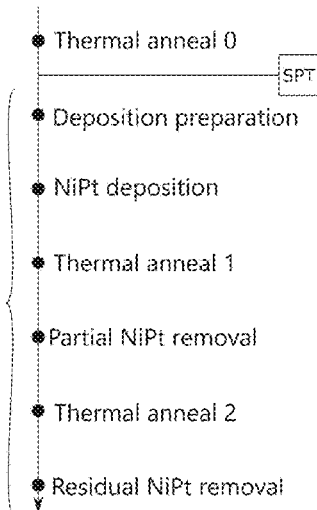 Thermal anneal 0
SPT
Deposition preparation
NiPt deposition
Thermal anneal 1
Partial NiPt removal
Thermal anneal 2
Residual NiPt removal